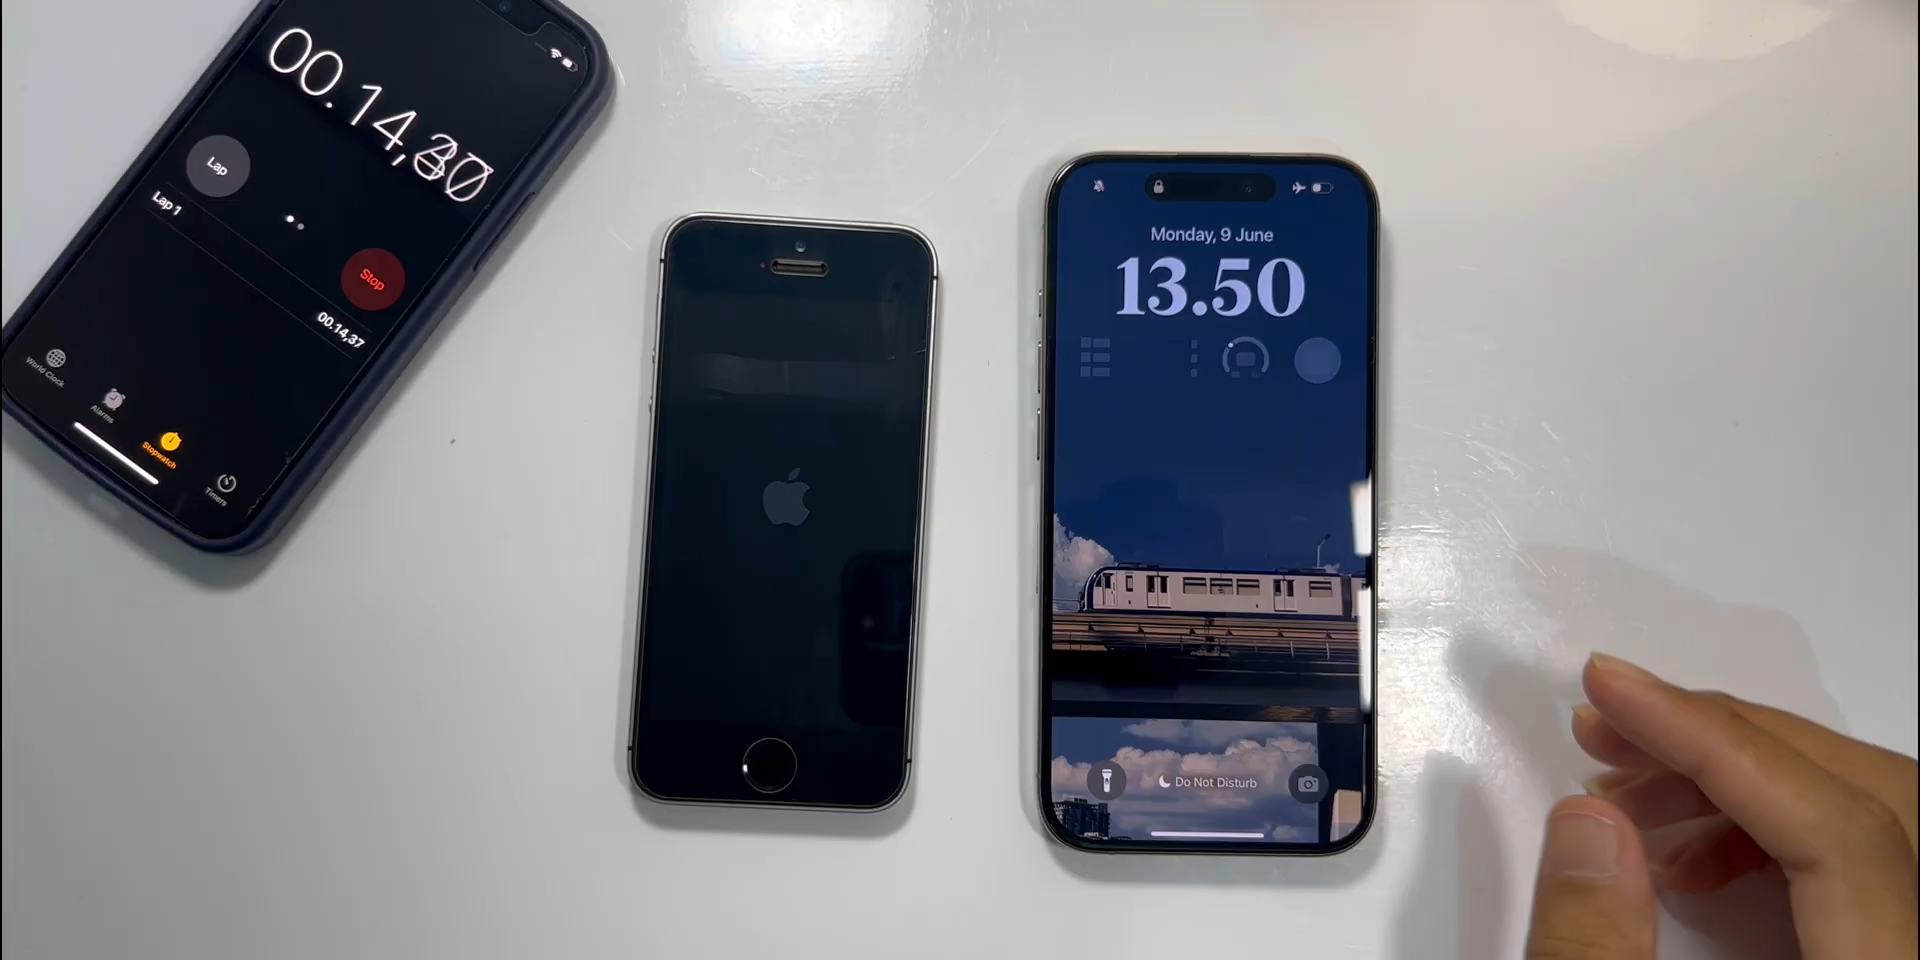 00.14,
Lap
Lap 1
Stop
00.14,37
World Clock
Alarms
Stopwatch
Timers
Monday, 9 June
13.50
Do Not Disturb